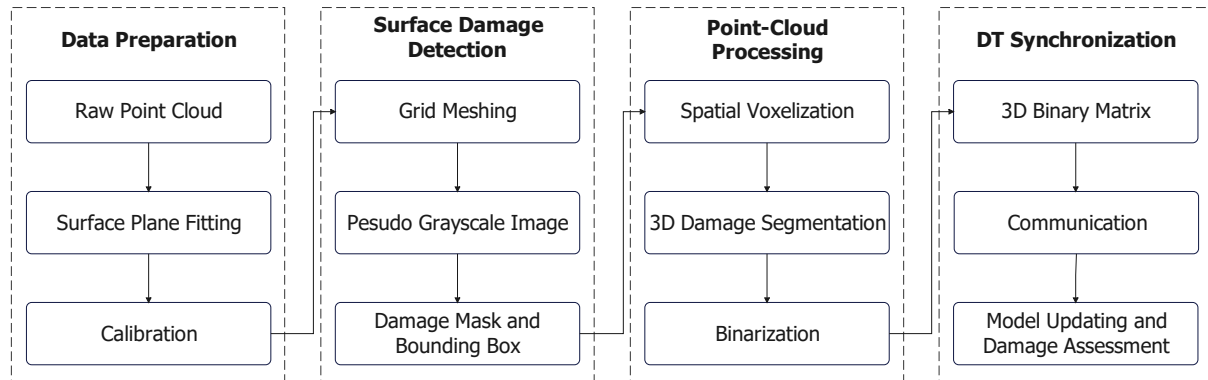 Data Preparation
Raw Point Cloud
Surface Plane Fitting
Calibration
Surface Damage
Detection
Grid Meshing
Pesudo Grayscale Image
Damage Mask and
Bounding Box
Point-Cloud
Processing
Spatial Voxelization
3D Damage Segmentation
Binarization
DT Synchronization
3D Binary Matrix
Communication
Model Updating and
Damage Assessment